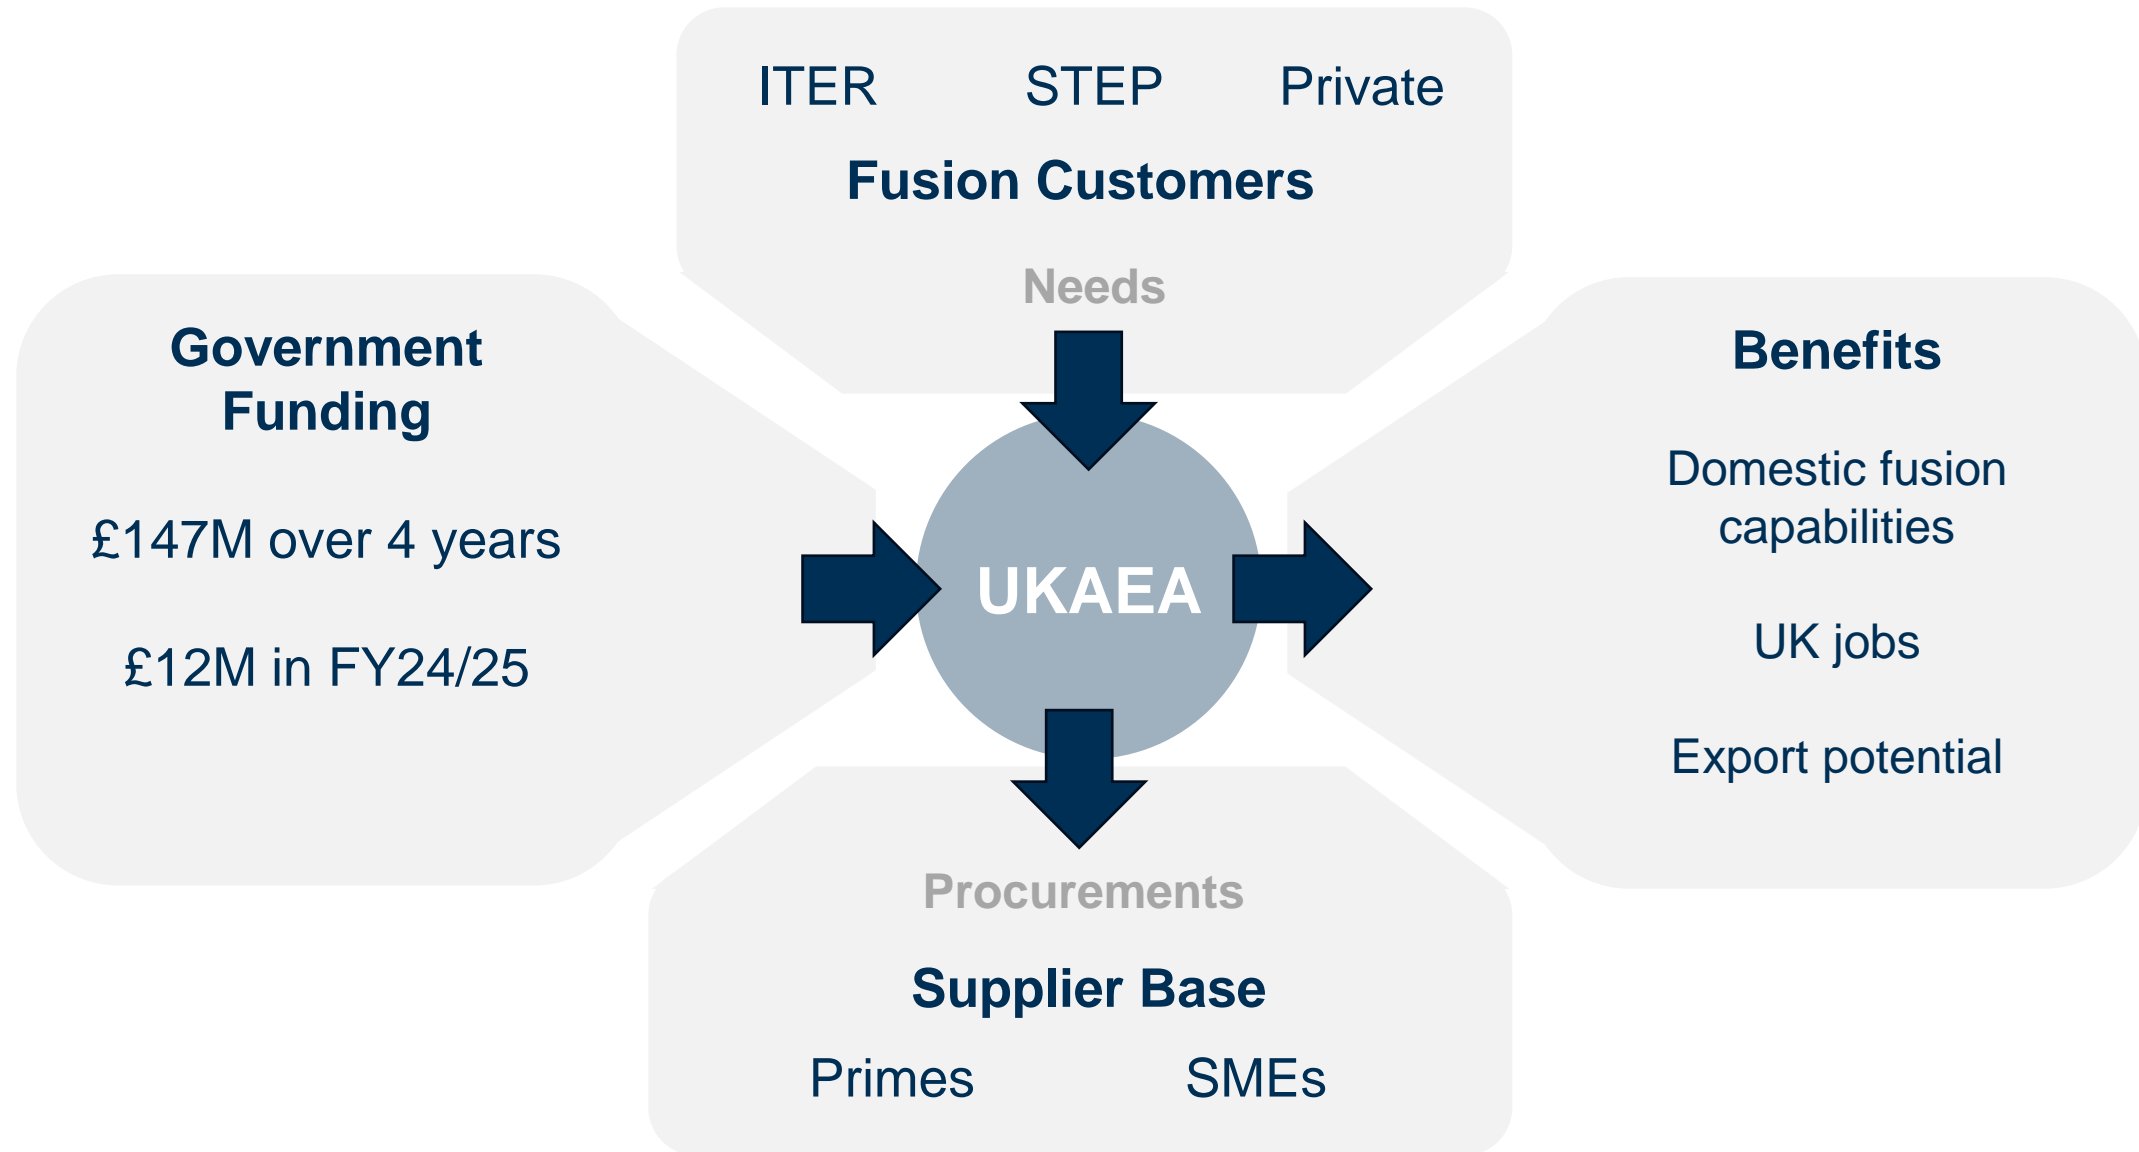 ITER STEP Private
Fusion Customers
Needs
Government
Funding
£147M over 4 years
£12M in FY24/25
UKAEA
Benefits
Domestic fusion
capabilities
UK jobs
Export potential
Procurements
Supplier Base
Primes SMEs